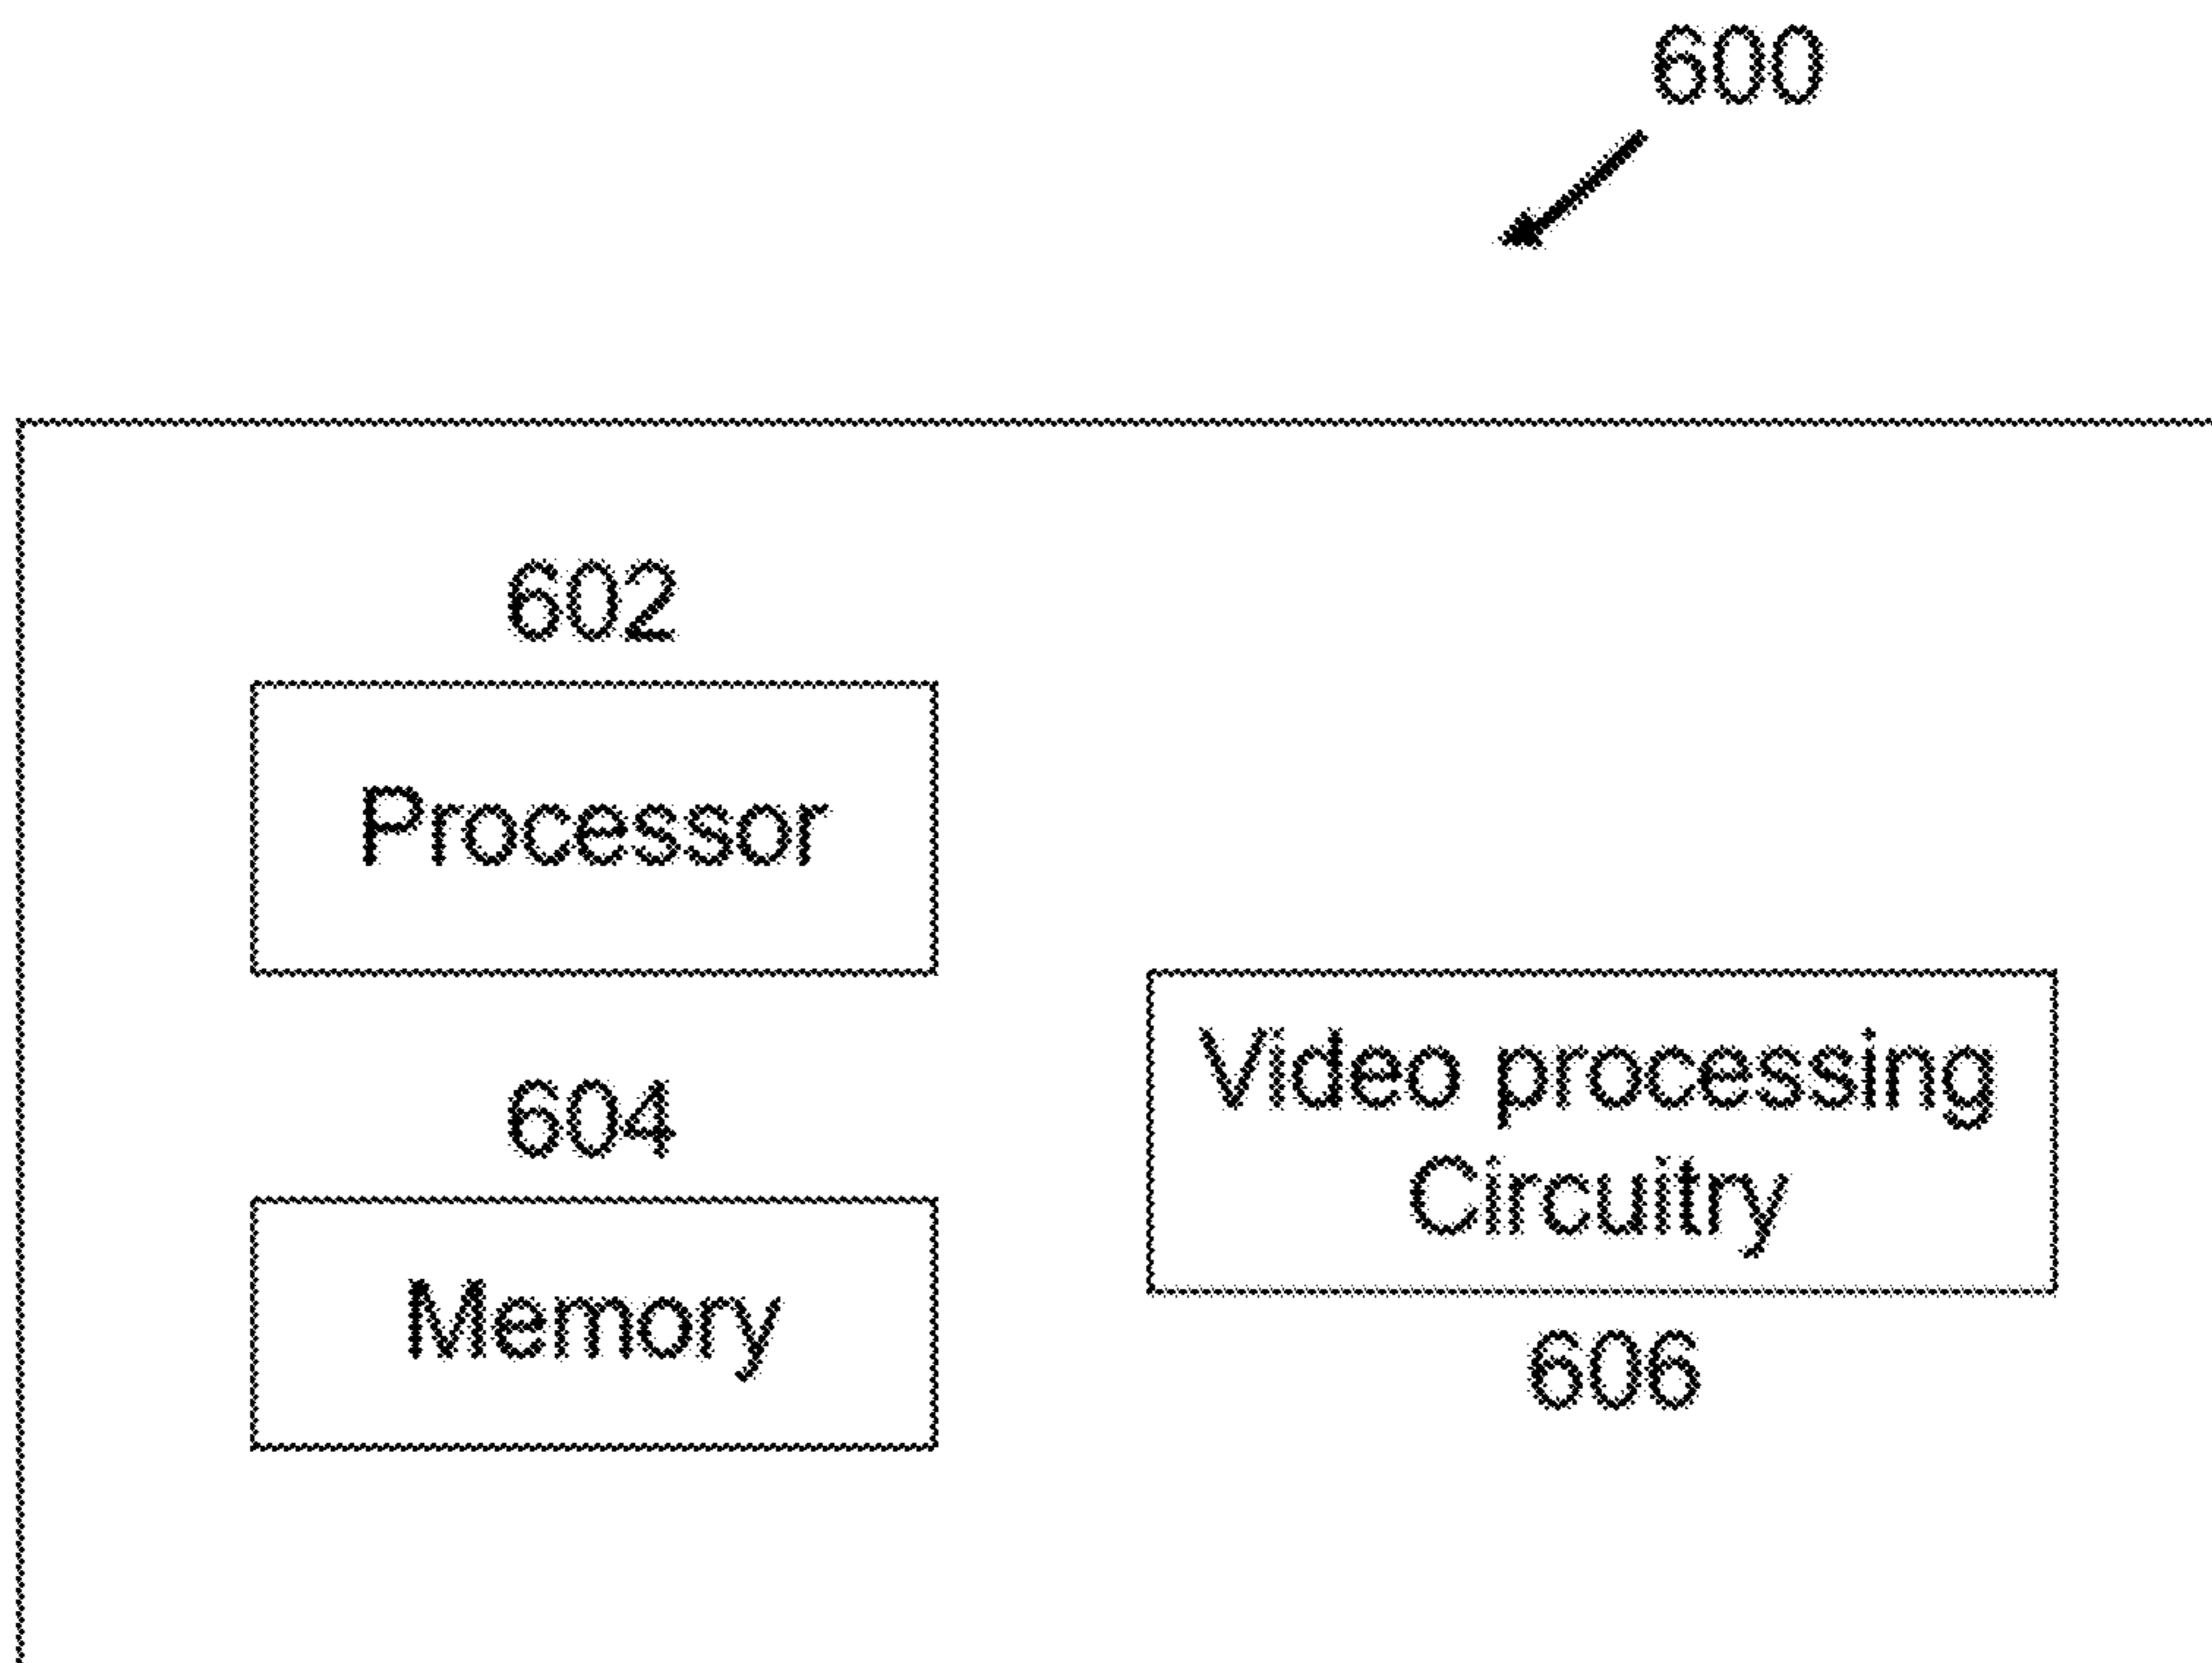 600
602
Processor
604
Memory
Video processing
Circuitry
606